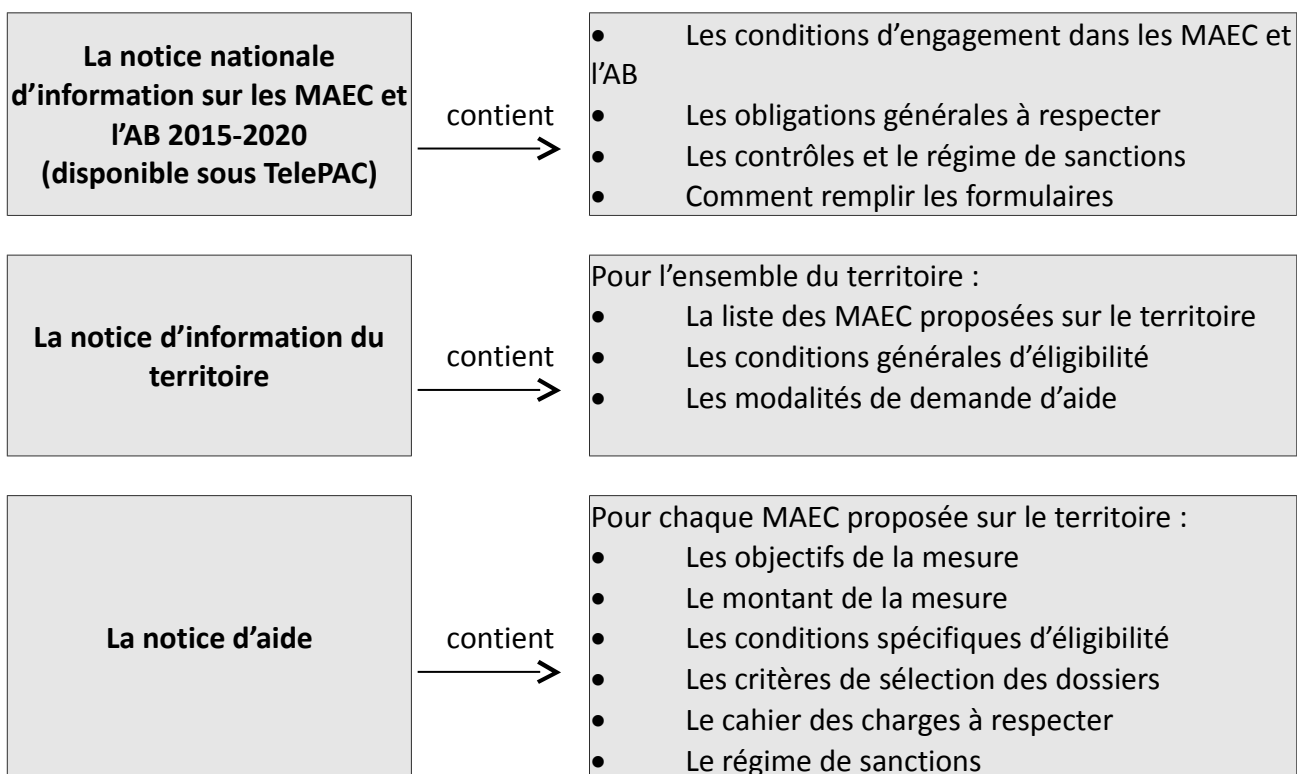 La notice nationale
d’information sur les MAEC et
l’AB 2015-2020
(disponible sous TelePAC)
contient
• Les conditions d’engagement dans les MAEC et
l’AB
• Les obligations générales à respecter
• Les contrôles et le régime de sanctions
• Comment remplir les formulaires
La notice d’information du
territoire
contient
Pour l’ensemble du territoire :
• La liste des MAEC proposées sur le territoire
• Les conditions générales d’éligibilité
• Les modalités de demande d’aide
La notice d’aide
contient
Pour chaque MAEC proposée sur le territoire :
• Les objectifs de la mesure
• Le montant de la mesure
• Les conditions spécifiques d’éligibilité
• Les critères de sélection des dossiers
• Le cahier des charges à respecter
• Le régime de sanctions